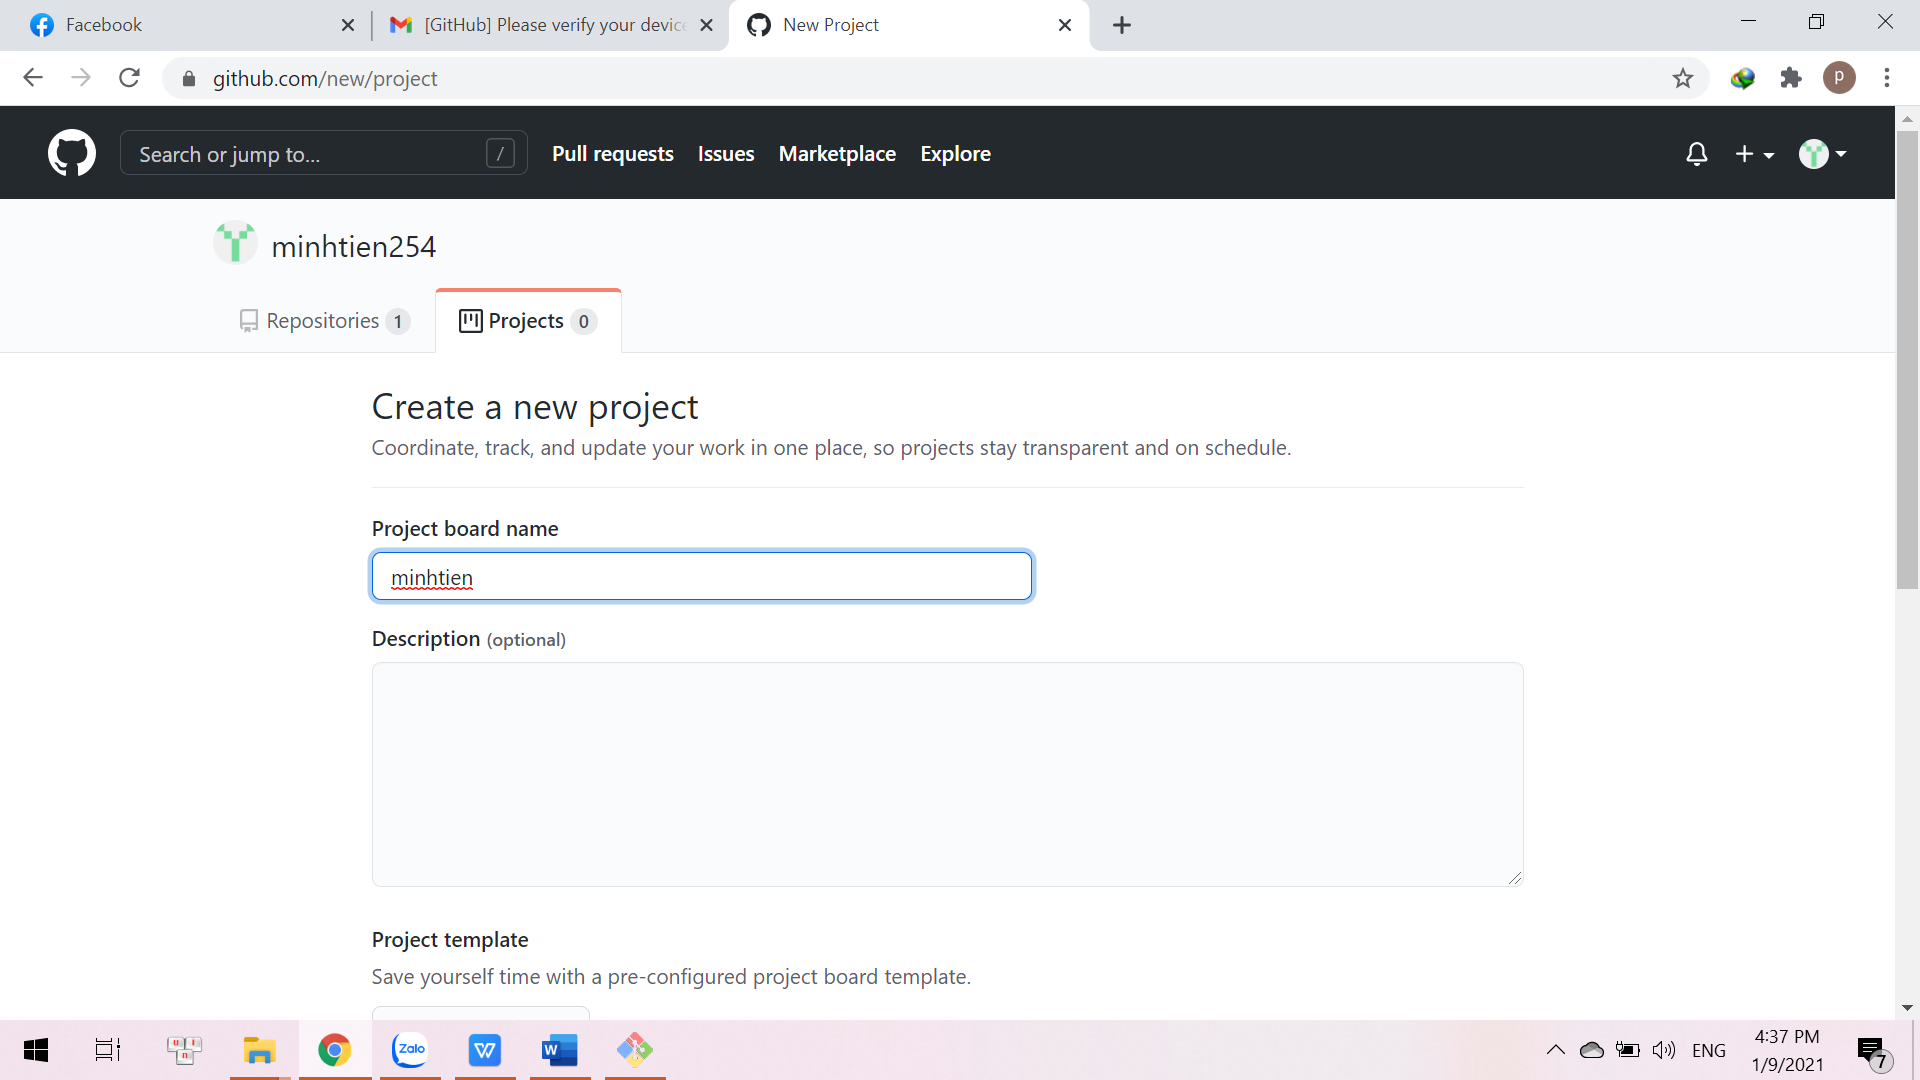 Facebook
[GitHub] Please verify your device
New Project
github.com/new/project
p
Search or jump to...
/
Pull requests
Issues
Marketplace
Explore
minhtien254
Repositories 1
Projects 0
Create a new project
Coordinate, track, and update your work in one place, so projects stay transparent and on schedule.
Project board name
minhtien
Description (optional)
Project template
Save yourself time with a pre-configured project board template.
u n i
Zalo
W
W
ENG
4:37 PM
1/9/2021
7